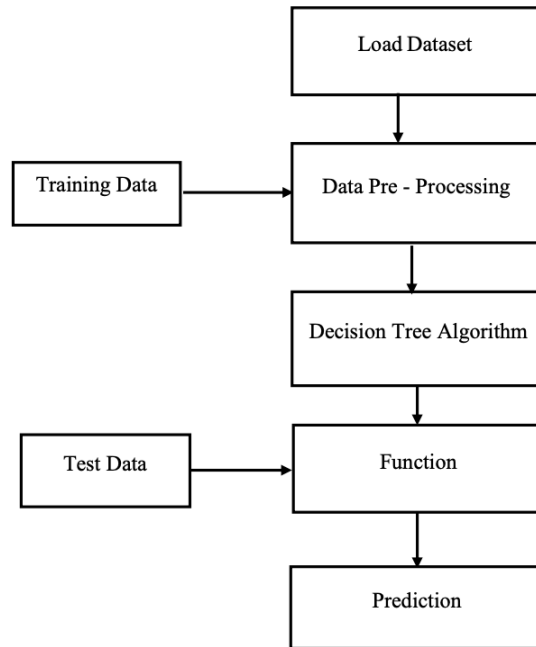 Load Dataset
Training Data
Data Pre - Processing
Decision Tree Algorithm
Test Data
Function
Prediction